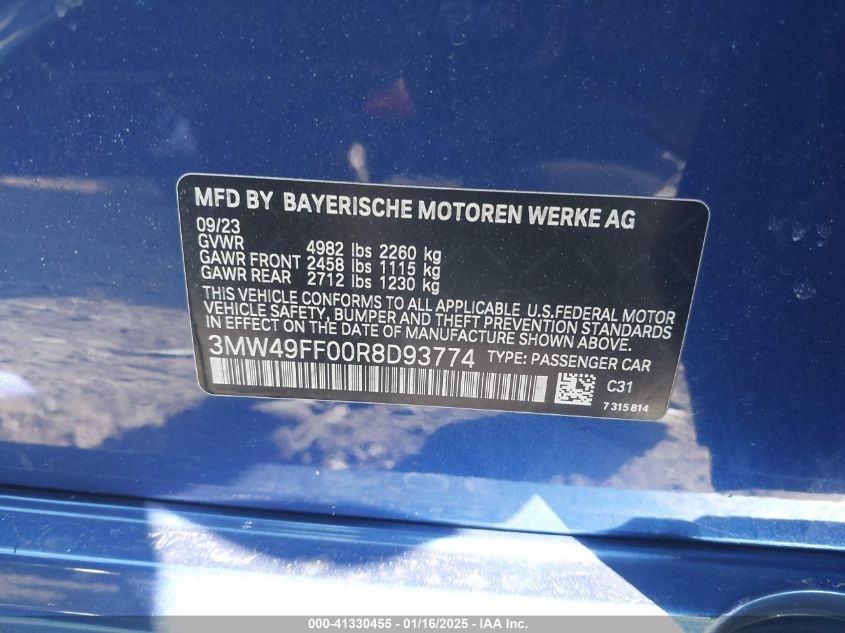 MFD BY BAYERISCHE MOTOREN WERKE AG
09/23
GVWR 4982 lbs 2260 kg
GAWR FRONT 2458 lbs 1115 kg
GAWR REAR 2712 lbs 1230 kg
THIS VEHICLE CONFORMS TO ALL APPLICABLE U.S.FEDERAL MOTOR
VEHICLE SAFETY, BUMPER AND THEFT PREVENTION STANDARDS IN
EFFECT ON THE DATE OF MANUFACTURE SHOWN ABOVE.
3MW49FF00R8D93774 TYPE: PASSENGER CAR
C31
7 315 814
000-41330455 - 01/16/2025 - IAA Inc.